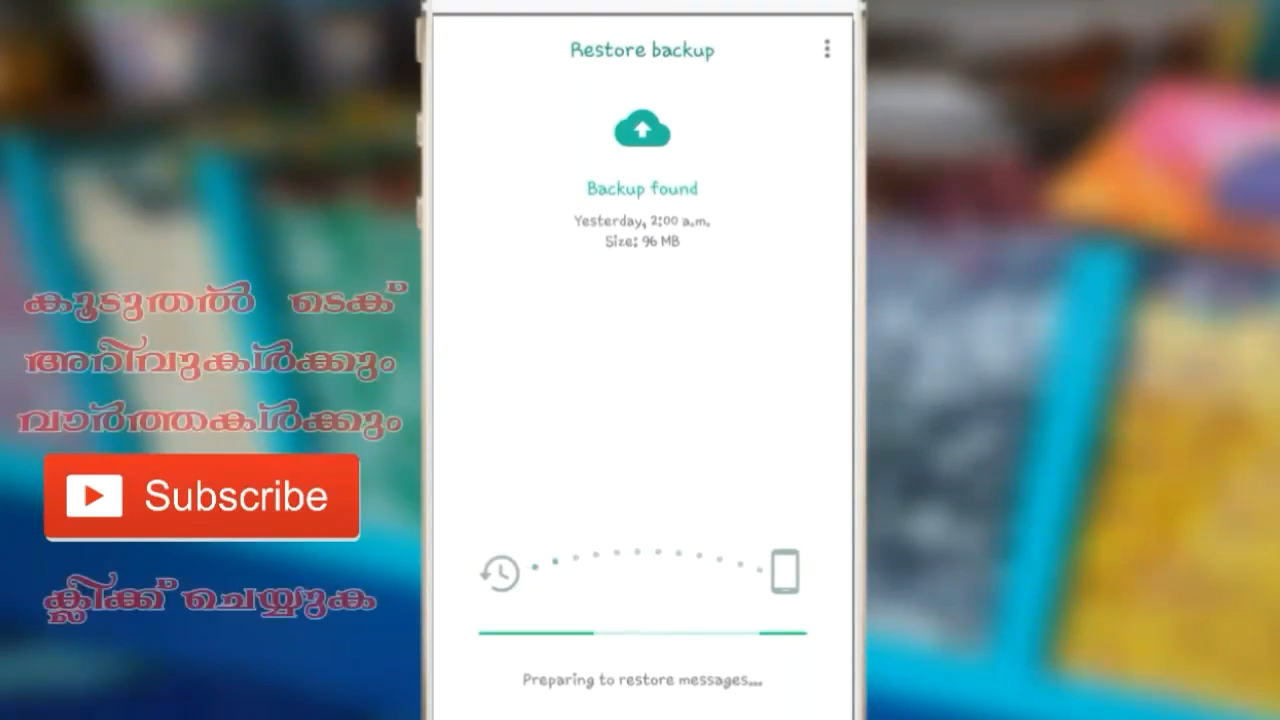 Restore backup
Backup found
Yesterday, 2:00 a.m.
Size: 96 MB
കൂടുതൽ ടെക്
അറിവുകൾക്കും
വാർത്തകൾക്കും
Subscribe
ക്ലിക്ക് ചെയ്യുക
Preparing to restore messages...